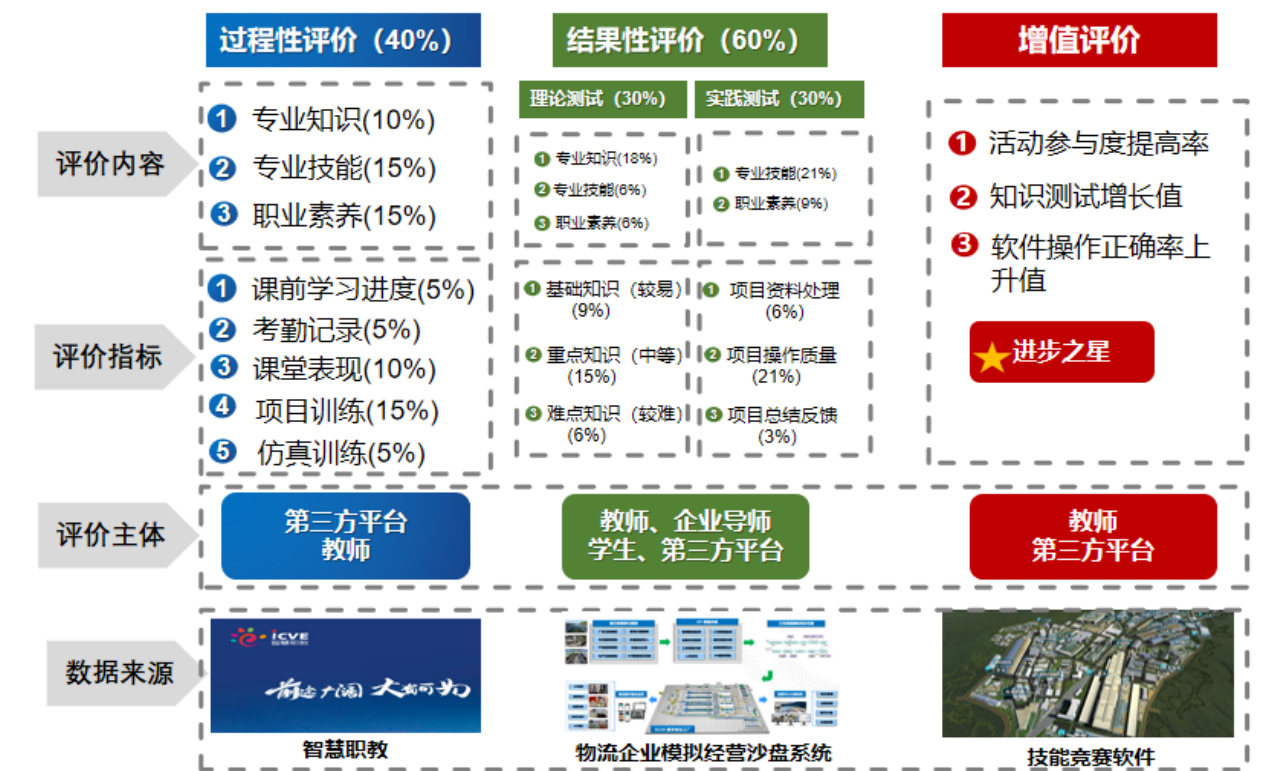 过程性评价（40%）
结果性评价（60%）
增值评价
理论测试（30%）
实践测试（30%）
评价内容
1 专业知识(10%)
2 专业技能(15%)
3 职业素养(15%)
1 专业知识(18%)
2 专业技能(6%)
3 职业素养(6%)
1 专业技能(21%)
2 职业素养(9%)
1 活动参与度提高率
2 知识测试增长值
3 软件操作正确率上
升值
进步之星
评价指标
1 课前学习进度(5%)
2 考勤记录(5%)
3 课堂表现(10%)
4 项目训练(15%)
5 仿真训练(5%)
1 基础知识（较易）
(9%)
2 重点知识（中等）
(15%)
3 难点知识（较难）
(6%)
1 项目资料处理
(6%)
2 项目操作质量
(21%)
3 项目总结反馈
(3%)
评价主体
第三方平台
教师
教师、企业导师
学生、第三方平台
教师
第三方平台
数据来源
icve
智慧职教
前途广阔 大有可为
智慧职教
物流企业模拟经营沙盘系统
技能竞赛软件